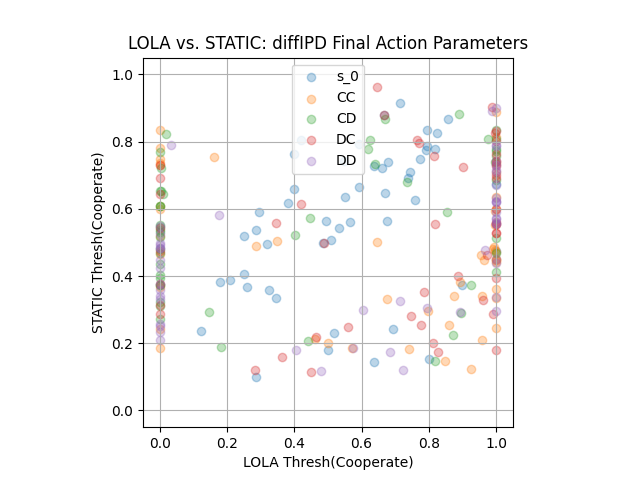 LOLA vs. STATIC: diffIPD Final Action Parameters
s_0
CC
CD
DC
DD
1.0
0.8
0.6
0.4
0.2
0.0
STATIC Thresh(Cooperate)
0.0 0.2 0.4 0.6 0.8 1.0
LOLA Thresh(Cooperate)